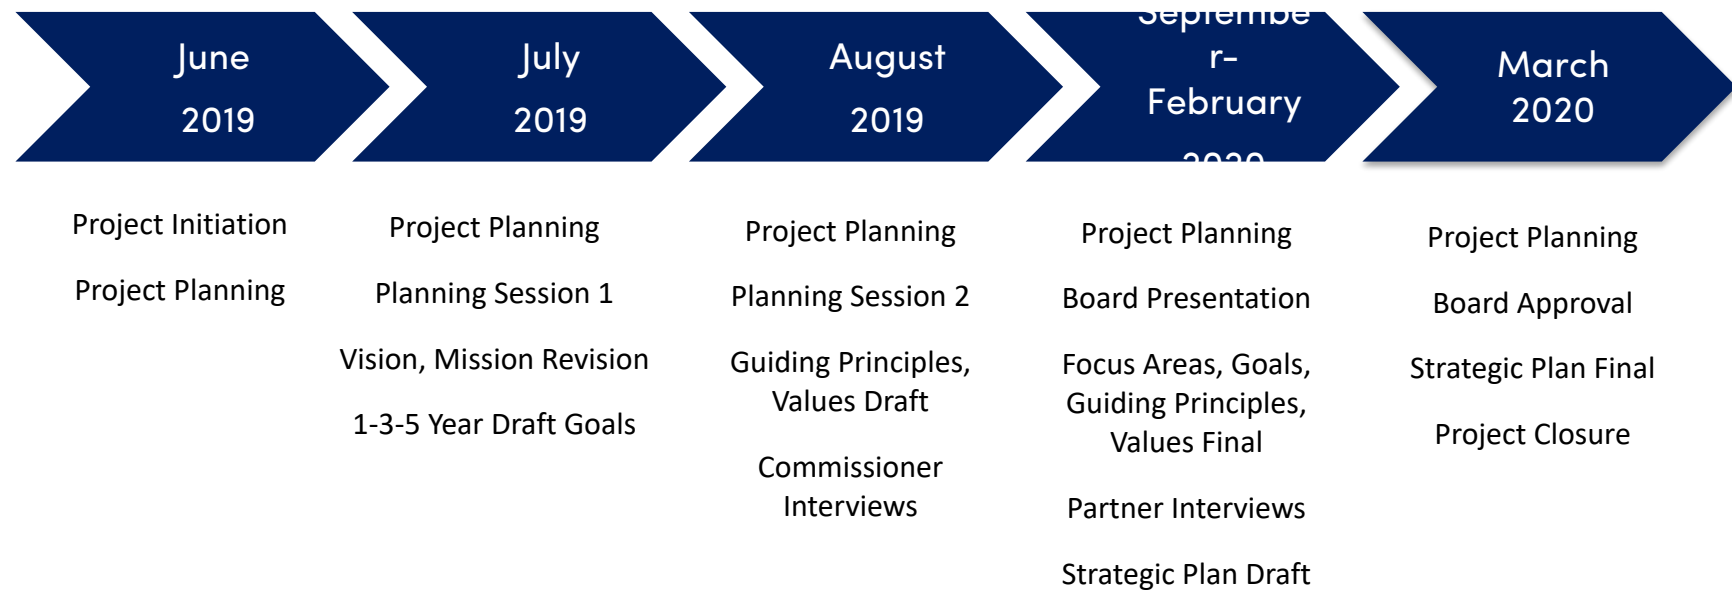 June
2019
July
2019
August
2019
Septembe
r-
February
2020
March
2020
Project Initiation
Project Planning
Project Planning
Planning Session 1
Vision, Mission Revision
1-3-5 Year Draft Goals
Project Planning
Planning Session 2
Guiding Principles,
Values Draft
Commissioner
Interviews
Project Planning
Board Presentation
Focus Areas, Goals,
Guiding Principles,
Values Final
Partner Interviews
Strategic Plan Draft
Project Planning
Board Approval
Strategic Plan Final
Project Closure